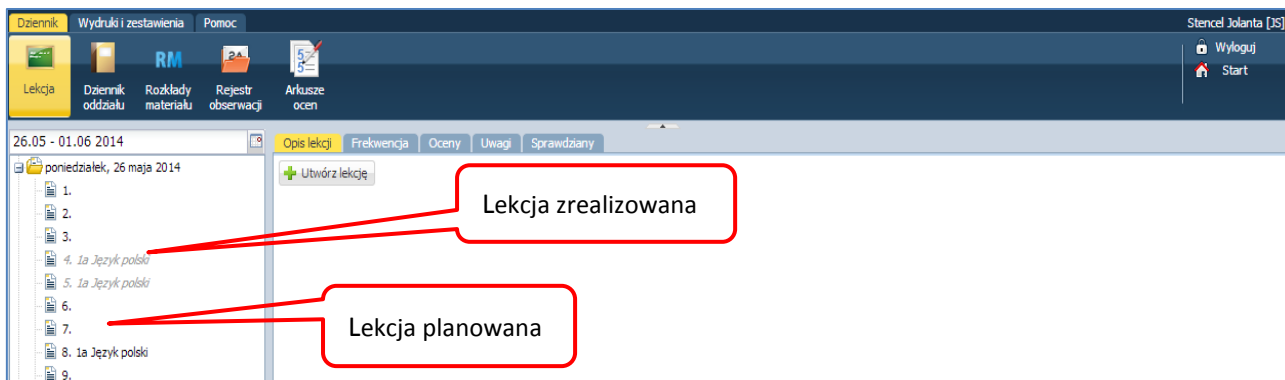 Dziennik Wydruki i zestawienia Pomoc Stencel Jolanta [JS]
Wyloguj
Start
RM 24 5 5
Lekcja Dziennik oddziału Rozkłady materiału Rejestr obserwacji Arkusze ocen
26.05 - 01.06 2014
Opis lekcji Frekwencja Oceny Uwagi Sprawdziany
poniedziałek, 26 maja 2014
Utwórz lekcję
1.
2.
3.
4. 1a Język polski
5. 1a Język polski
6.
7.
8. 1a Język polski
9.
Lekcja zrealizowana
Lekcja planowana